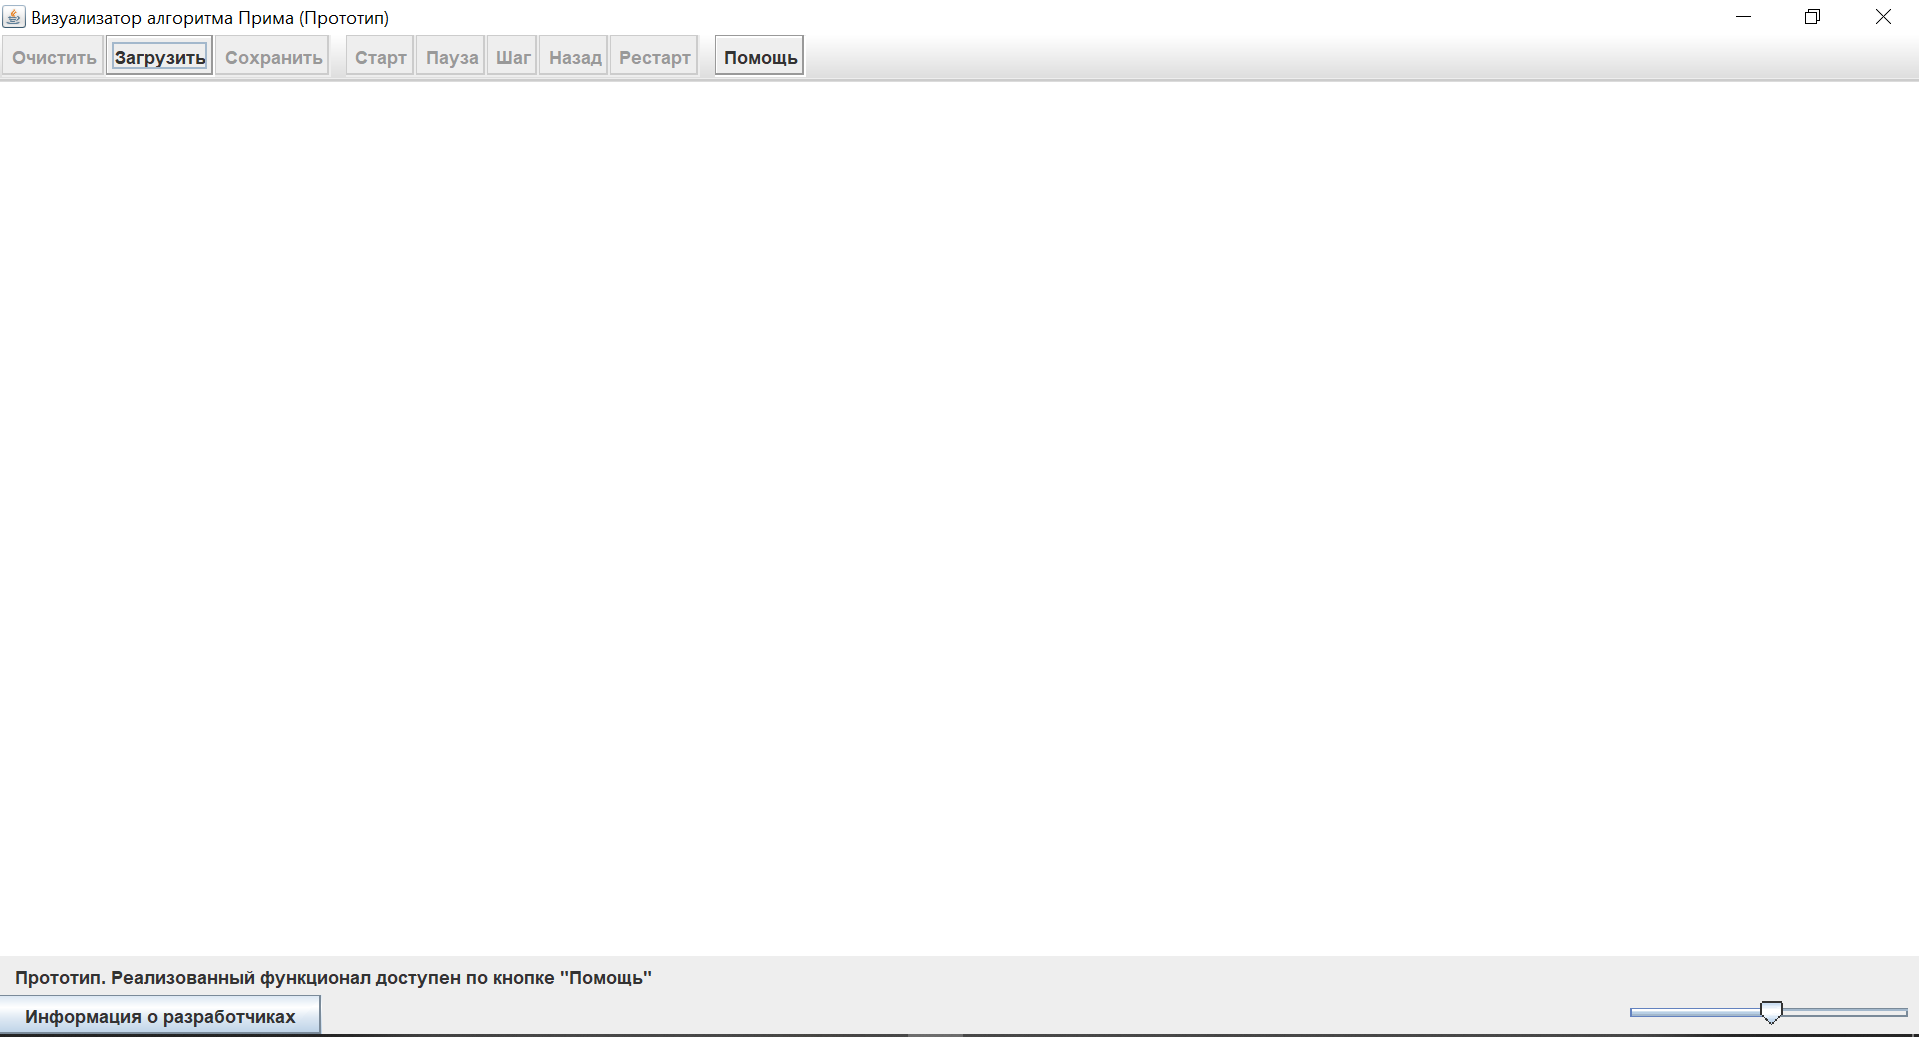 Визуализатор алгоритма Прима (Прототип)
Очистить Загрузить Сохранить Старт Пауза Шаг Назад Рестарт Помощь
Прототип. Реализованный функционал доступен по кнопке "Помощь"
Информация о разработчиках